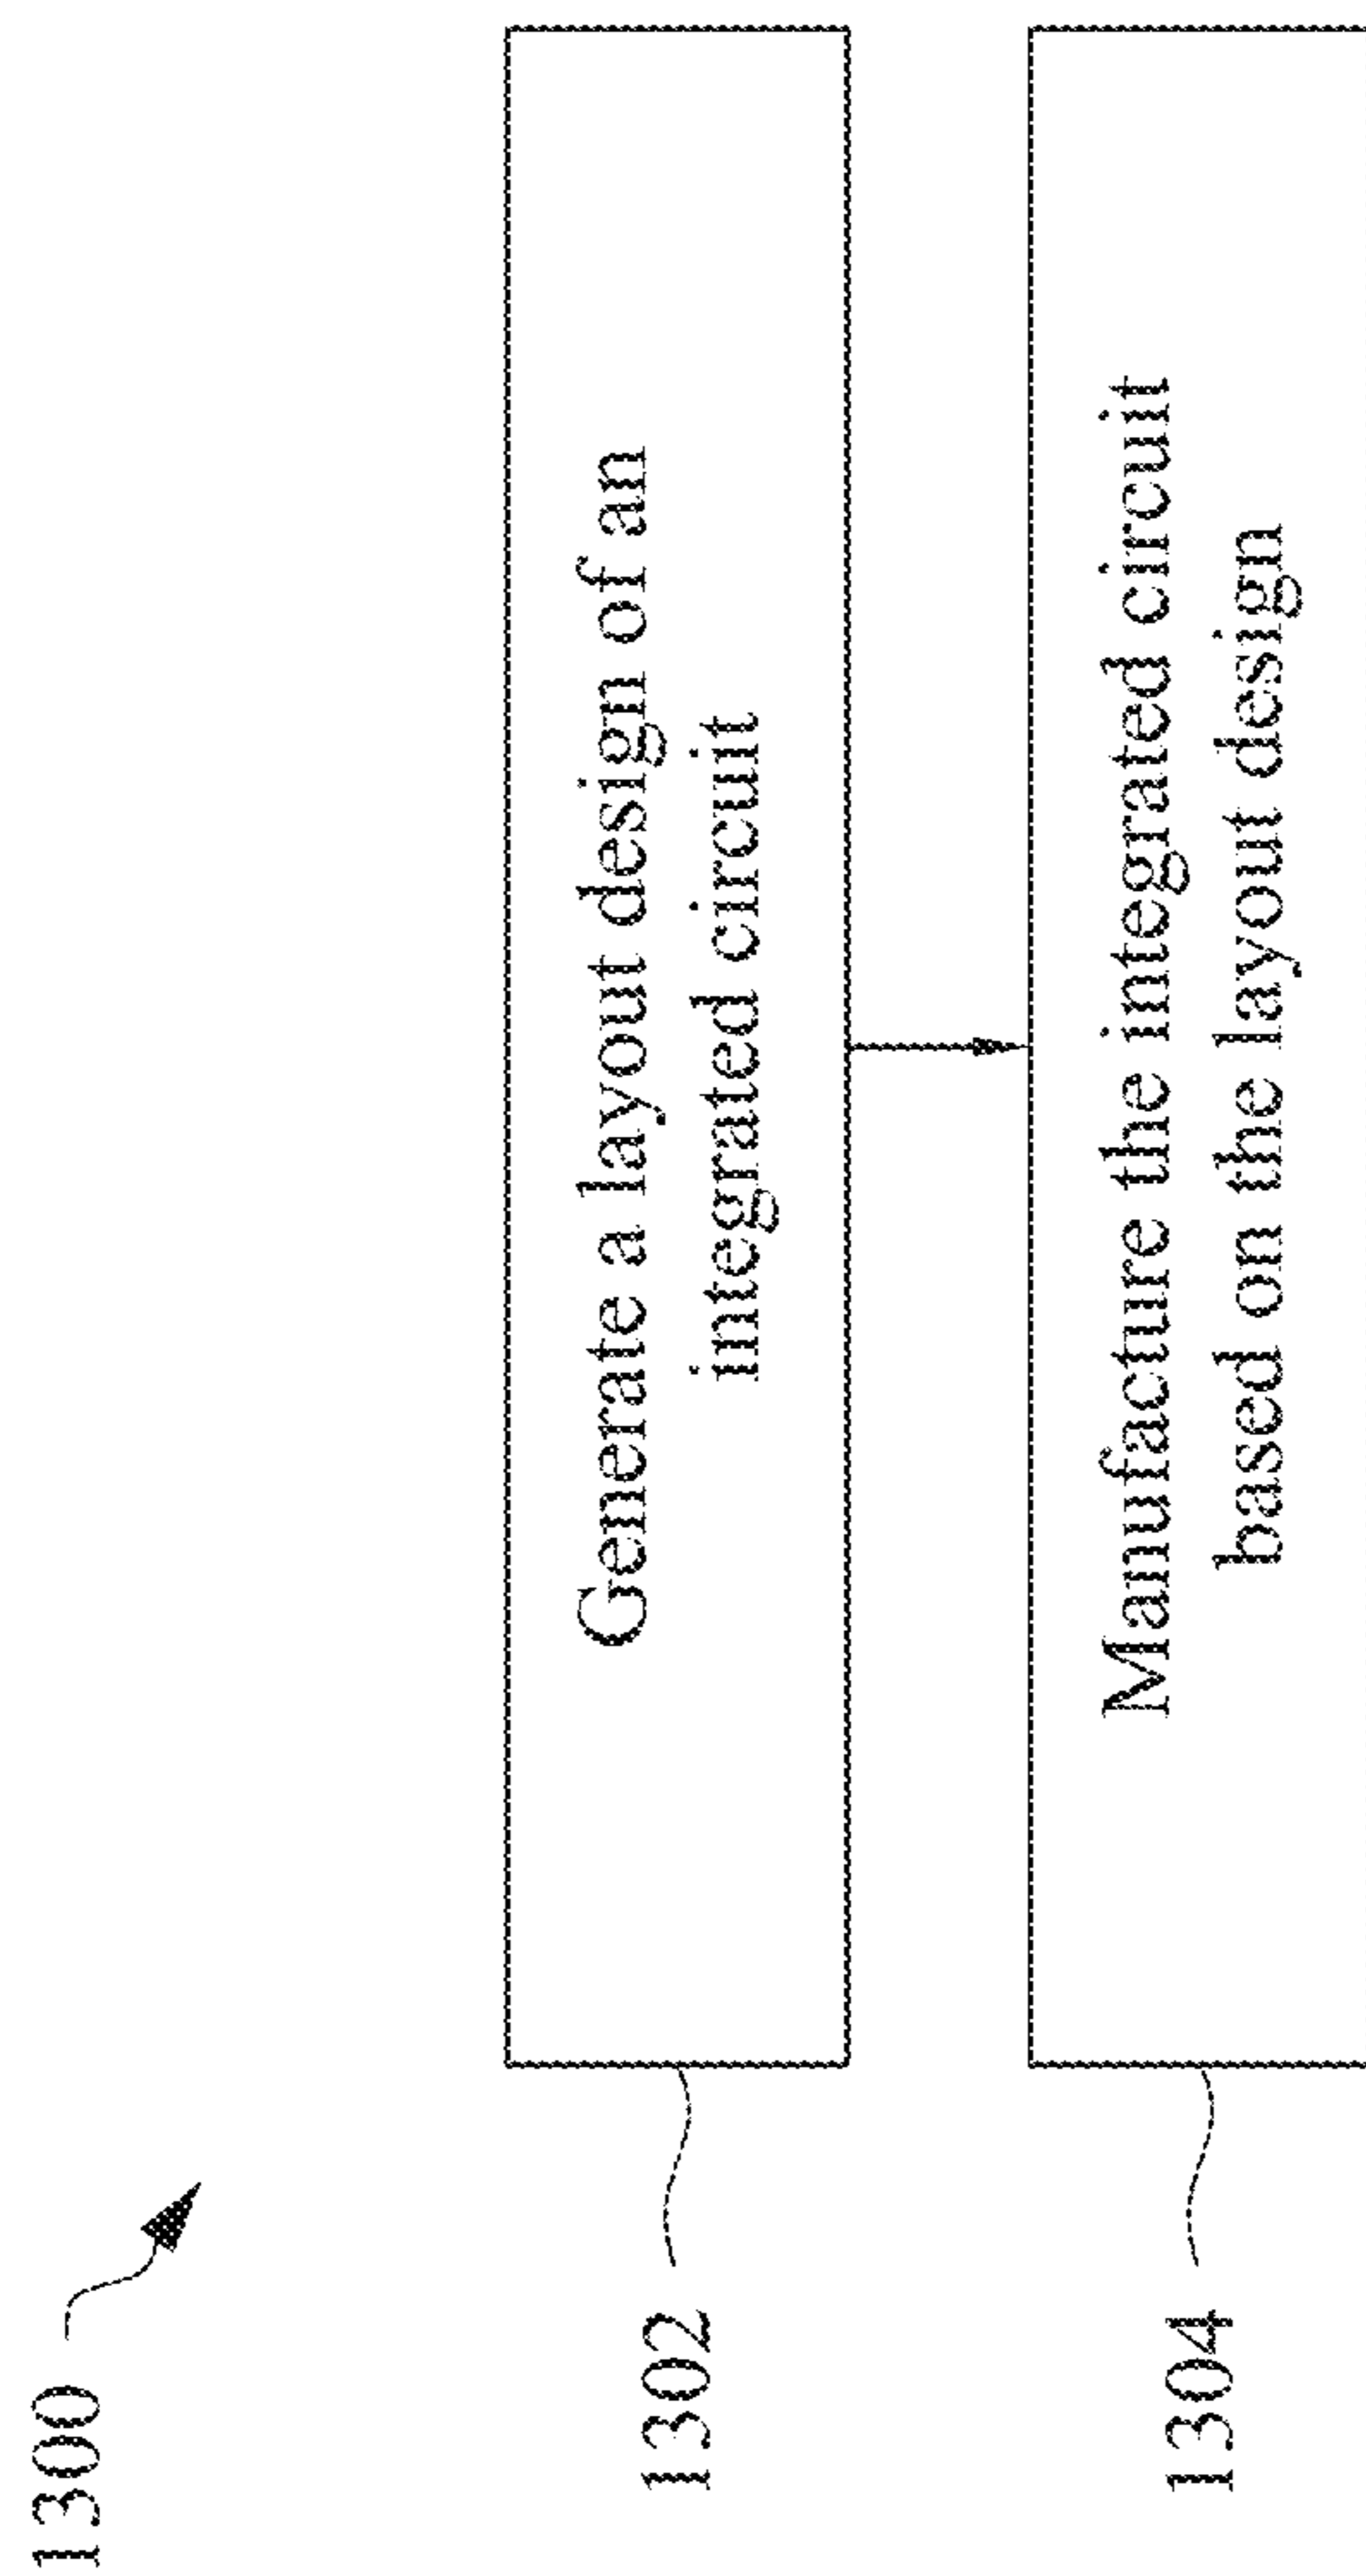 1300
1302
Generate a layout design of an
integrated circuit
1304
Manufacture the integrated circuit
based on the layout design